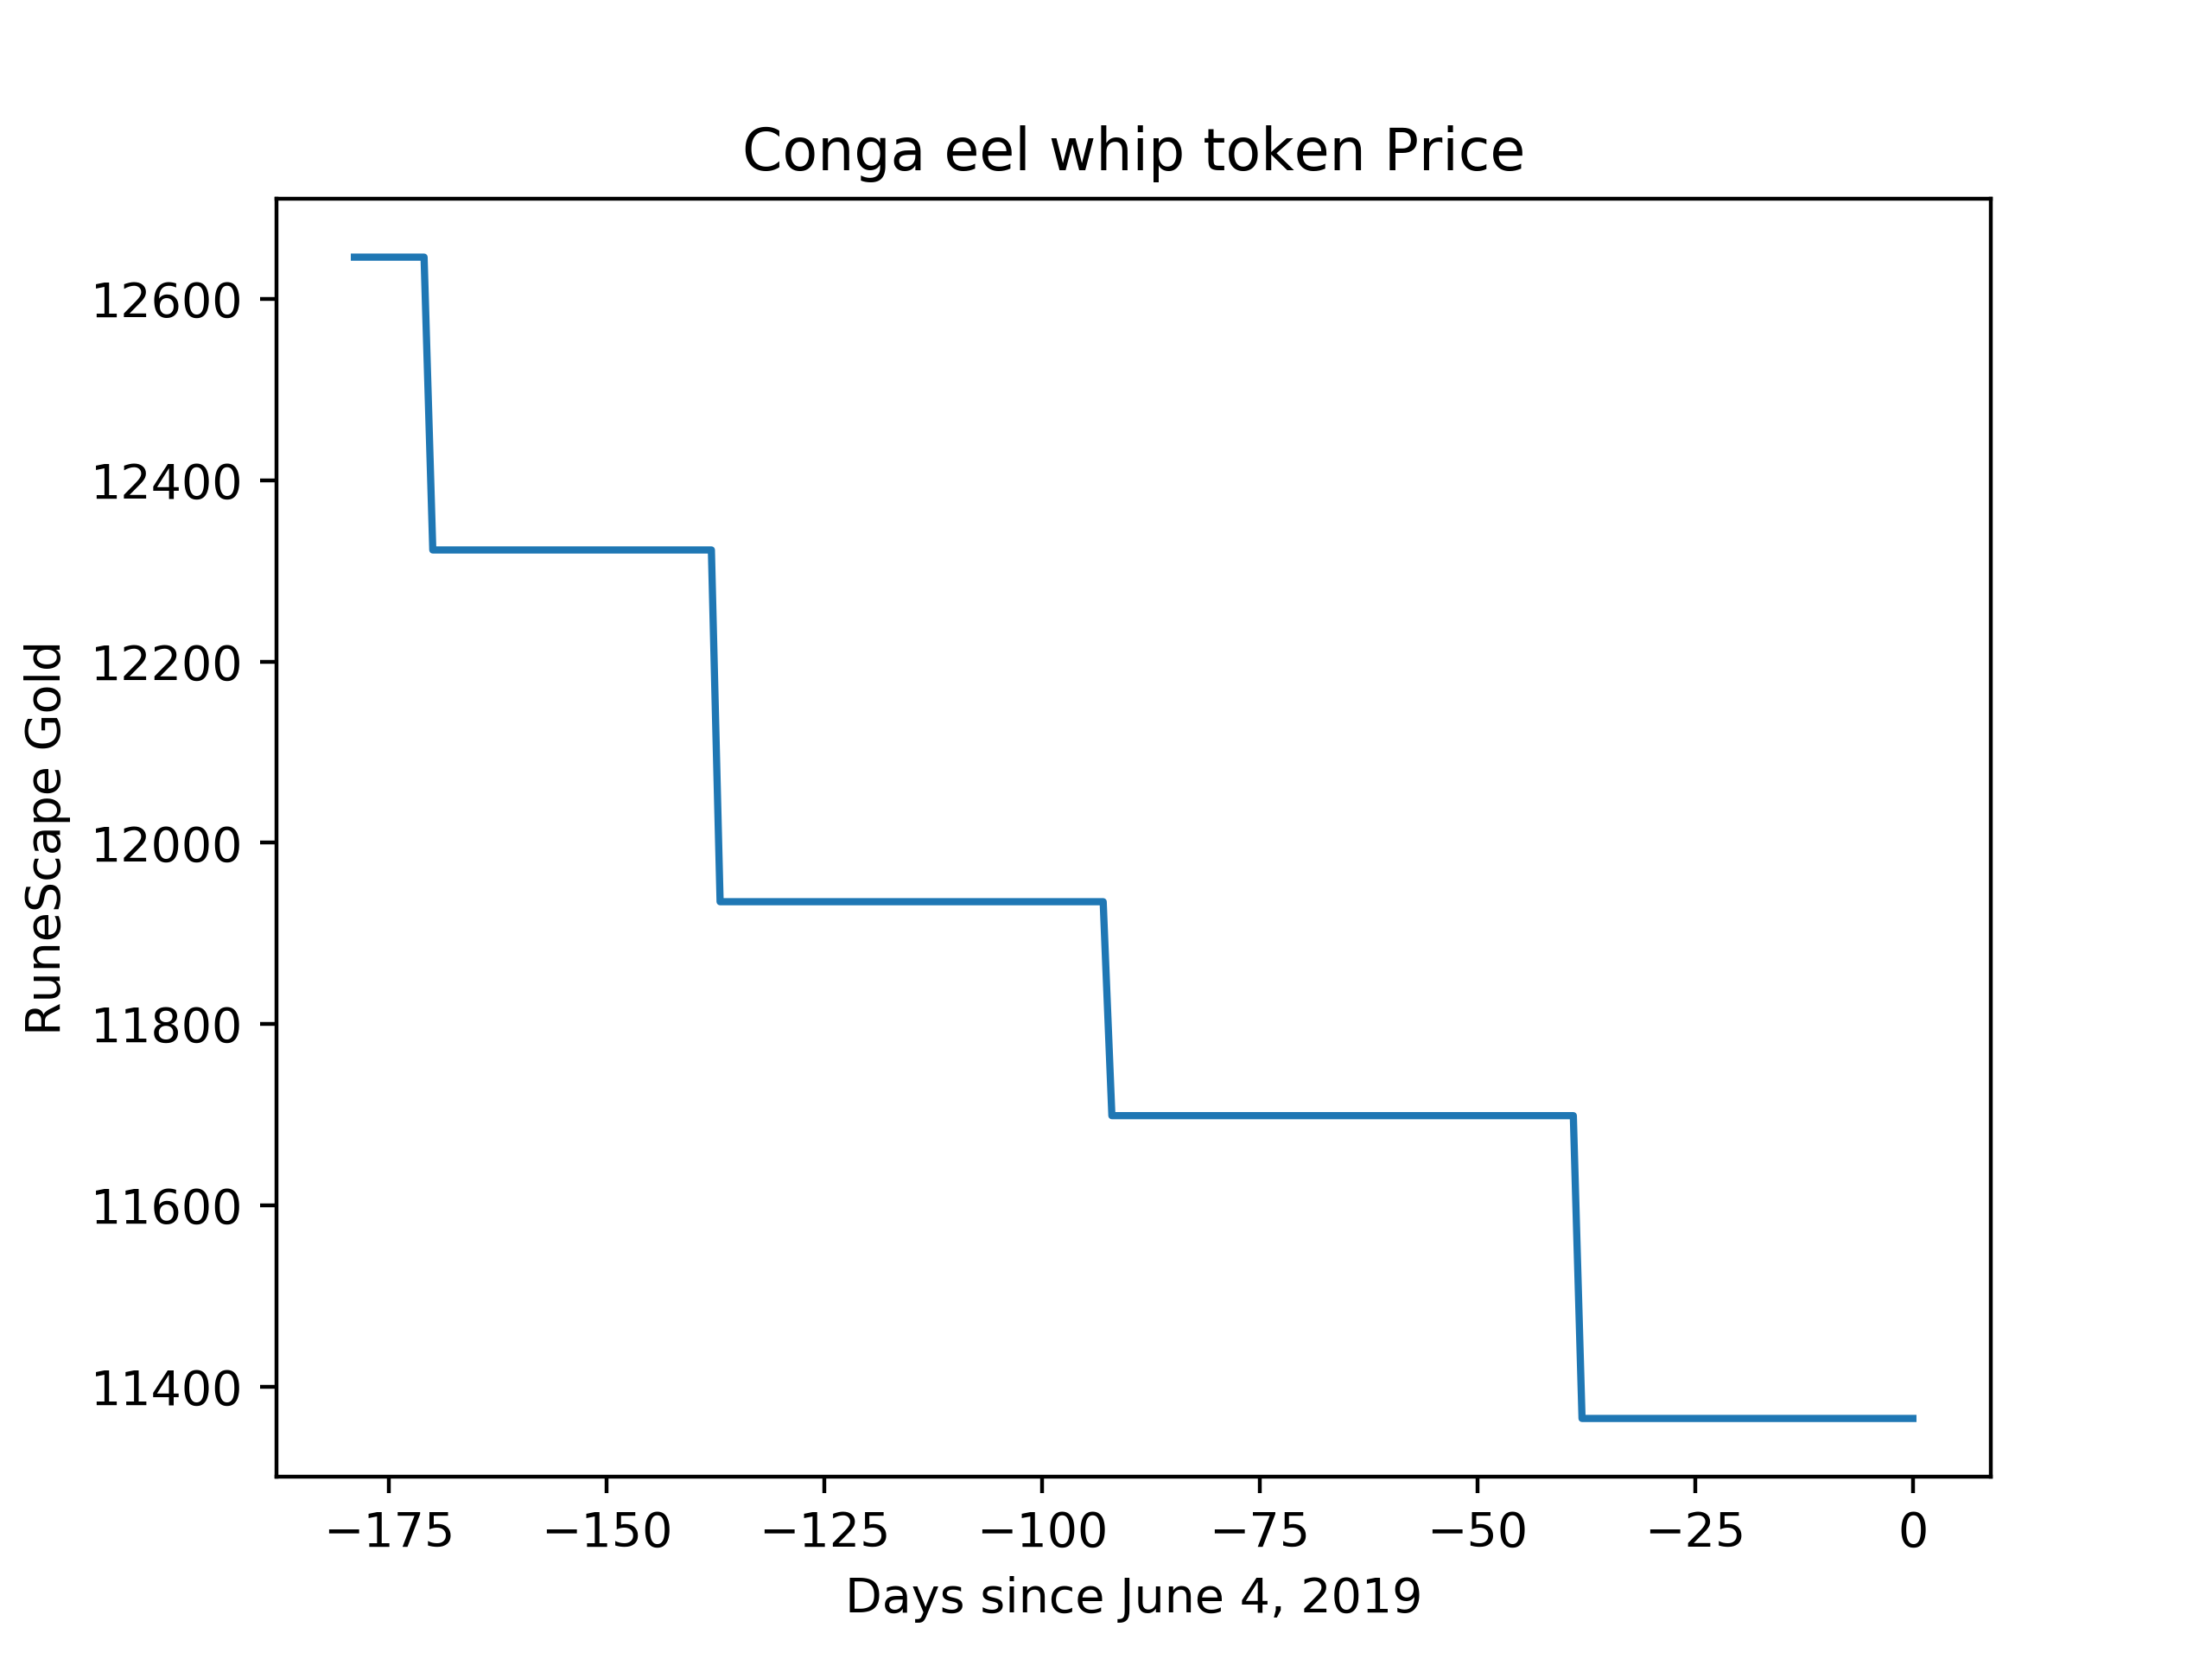 Conga eel whip token Price
RuneScape Gold
12600
12400
12200
12000
11800
11600
11400
−175 −150 −125 −100 −75 −50 −25 0
Days since June 4, 2019